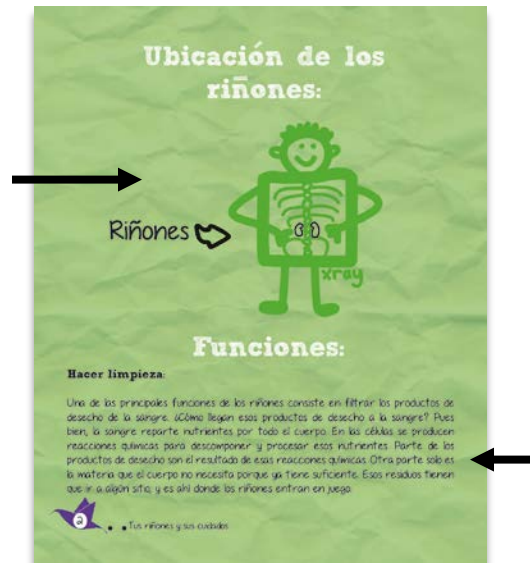 Ubicación de los
riñones:
Riñones
xray
Funciones:
Hacer limpieza:
Una de las principales funciones de los riñones consiste en filtrar los productos de
desecho de la sangre. ¿Cómo llegan esos productos de desecho a la sangre? Pues
bien, la sangre reparte nutrientes por todo el cuerpo. En las células se producen
reacciones químicas para descomponer y procesar esos nutrientes. Parte de los
productos de desecho son el resultado de esas reacciones químicas. Otra parte solo es
la materia que el cuerpo no necesita porque ya tiene suficiente. Esos residuos tienen
que ir a algún sitio; y es ahí donde los riñones entran en juego.
2
Tus riñones y sus cuidados